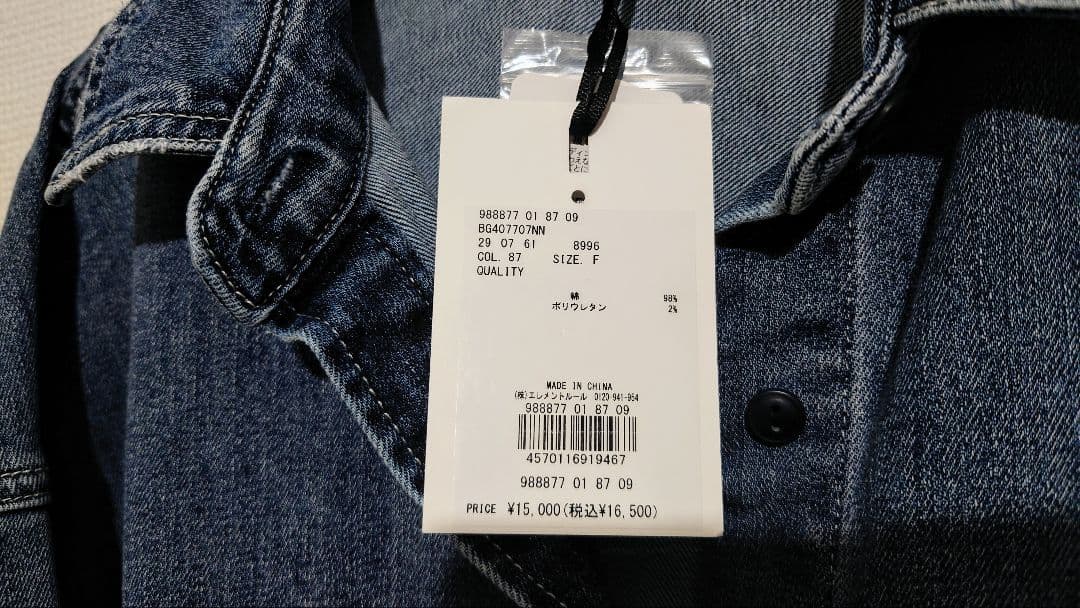 988877 01 87 09
BG407707NN
29 07 61 8996
COL. 87 SIZE. F
QUALITY
綿 98%
ポリウレタン 2%
MADE IN CHINA
(株)エレメントルール 0120-941-954
988877 01 87 09
4570116919467
988877 01 87 09
PRICE ¥15,000(税込¥16,500)